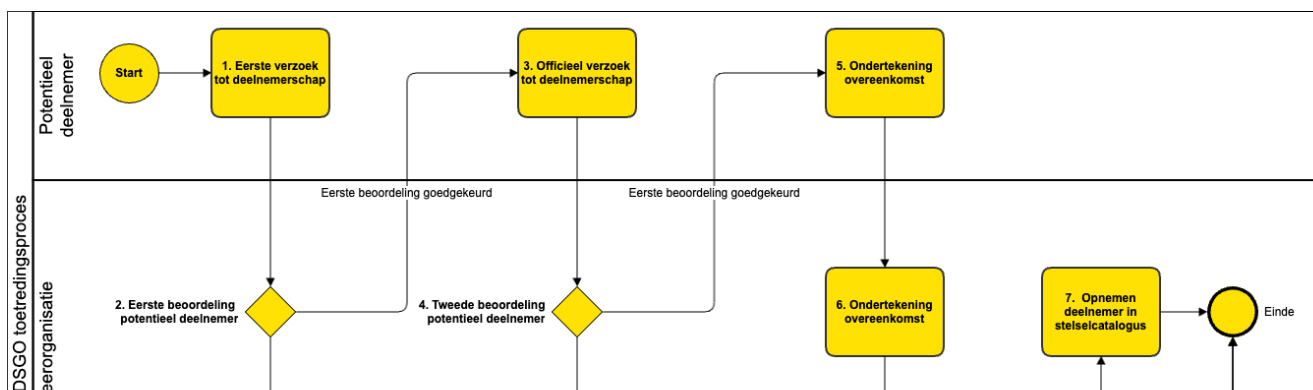 DSGO toetredingsproces
Potentieel
deelnemer
Start
1. Eerste verzoek
tot deelnemerschap
3. Officieel verzoek
tot deelnemerschap
5. Ondertekening
overeenkomst
Eerste beoordeling goedgekeurd
Eerste beoordeling goedgekeurd
2. Eerste beoordeling
potentieel deelnemer
4. Tweede beoordeling
potentieel deelnemer
6. Ondertekening
overeenkomst
7. Opnemen
deelnemer in
stelselcatalogus
Einde
eerorganisatie